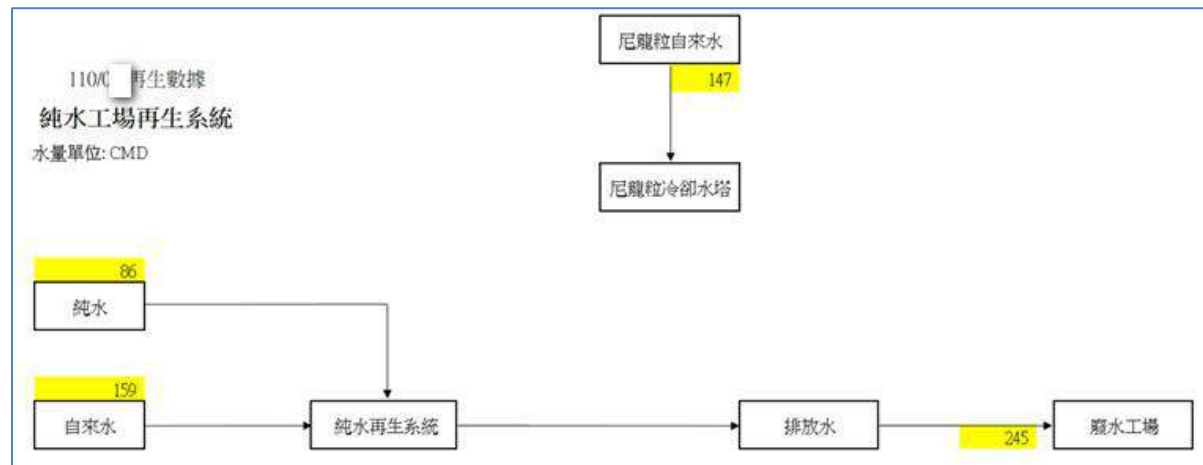 尼龍粒自來水
147
110/0 再生數據
純水工場再生系統
水量單位: CMD
尼龍粒冷卻水塔
86
純水
159
自來水
純水再生系統
排放水
245
廢水工場